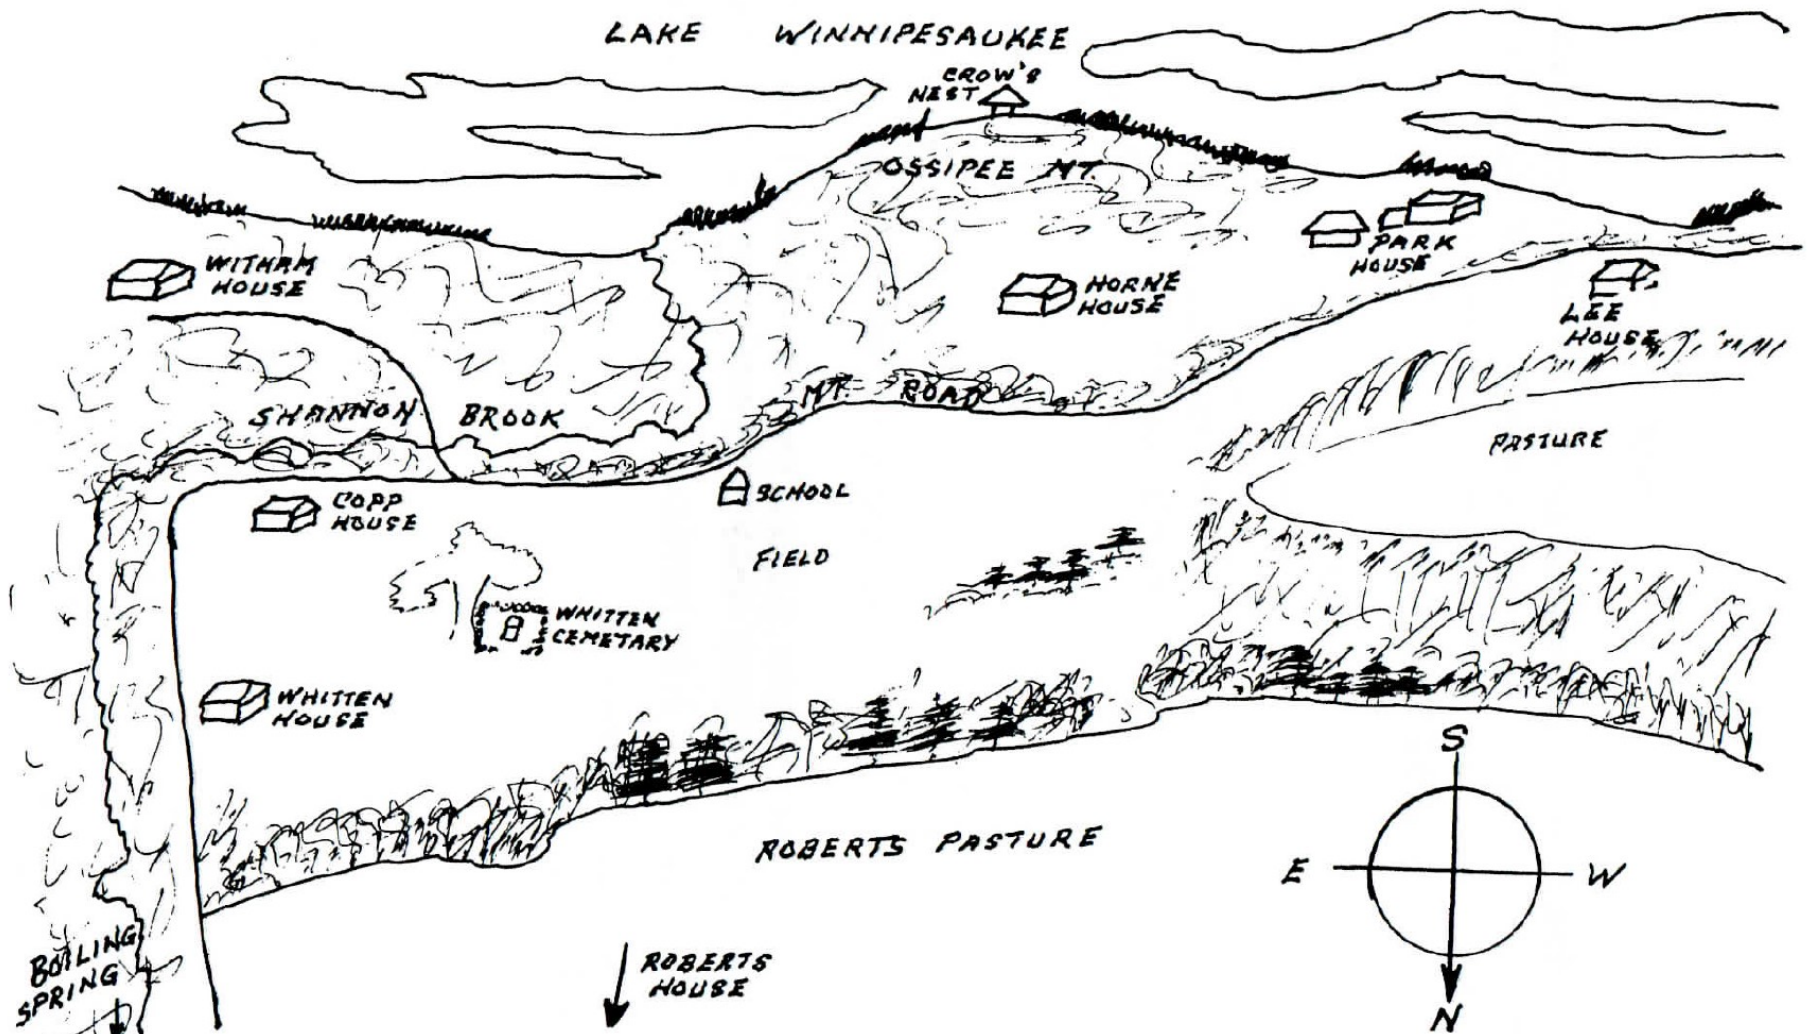 LAKE WINNIPESAUKEE
CROW'S
NEST
OSSIPEE MT.
WITHAM
HOUSE
HORNE
HOUSE
PARK
HOUSE
LEE
HOUSE
MT. ROAD
SHANNON BROOK
PASTURE
COPP
HOUSE
SCHOOL
FIELD
WHITTEN
CEMETARY
WHITTEN
HOUSE
ROBERTS PASTURE
S
E
W
N
BOILING
SPRING
ROBERTS
HOUSE